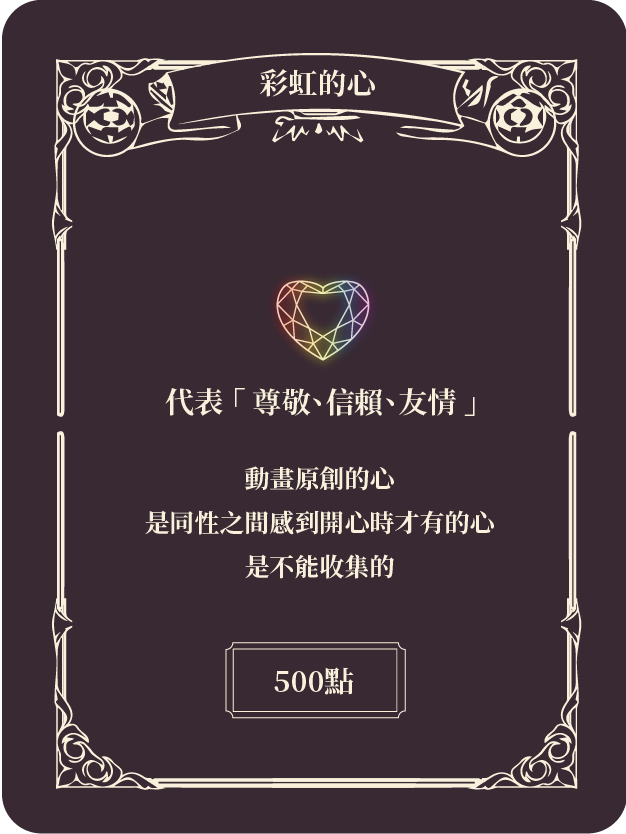 彩虹的心
代表「尊敬、信賴、友情」
動畫原創的心
是同性之間感到開心時才有的心
是不能收集的
500點